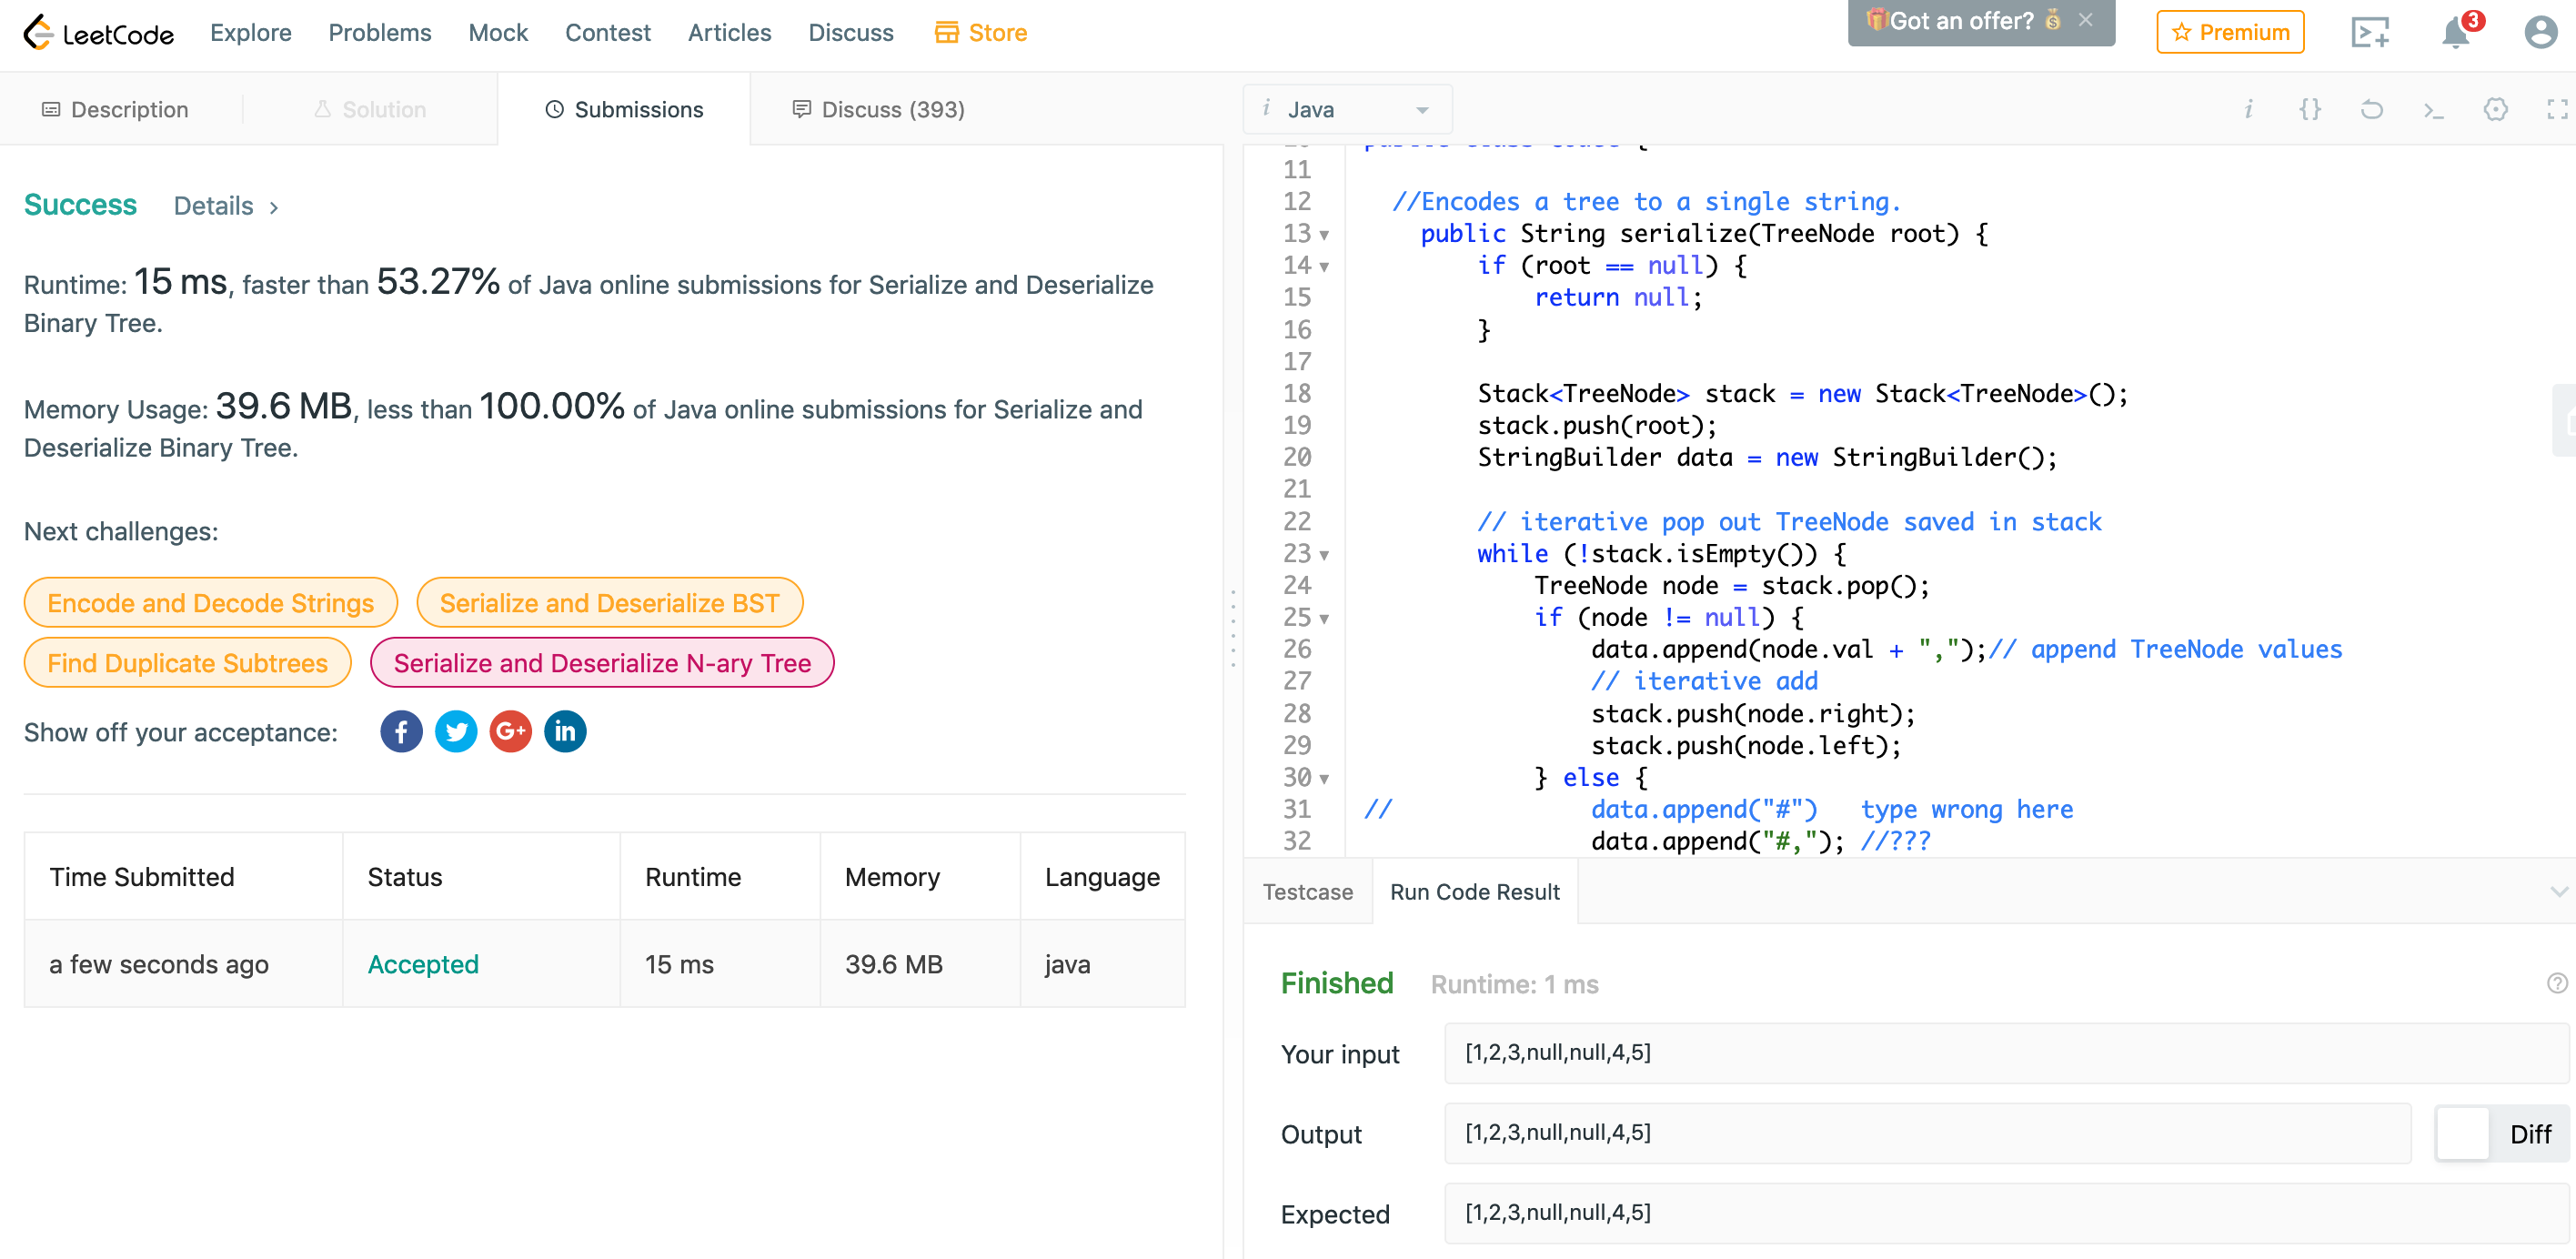 LeetCode Explore Problems Mock Contest Articles Discuss Store Got an offer? Premium 3
Description Solution Submissions Discuss (393)
Success Details >
Runtime: 15 ms, faster than 53.27% of Java online submissions for Serialize and Deserialize
Binary Tree.
Memory Usage: 39.6 MB, less than 100.00% of Java online submissions for Serialize and
Deserialize Binary Tree.
Next challenges:
Encode and Decode Strings Serialize and Deserialize BST
Find Duplicate Subtrees Serialize and Deserialize N-ary Tree
Show off your acceptance: f G+ in
Time Submitted Status Runtime Memory Language
a few seconds ago Accepted 15 ms 39.6 MB java
i Java i {} >_
11
12 //Encodes a tree to a single string.
13 public String serialize(TreeNode root) {
14 if (root == null) {
15 return null;
16 }
17
18 Stack<TreeNode> stack = new Stack<TreeNode>();
19 stack.push(root);
20 StringBuilder data = new StringBuilder();
21
22 // iterative pop out TreeNode saved in stack
23 while (!stack.isEmpty()) {
24 TreeNode node = stack.pop();
25 if (node != null) {
26 data.append(node.val + ",");// append TreeNode values
27 // iterative add
28 stack.push(node.right);
29 stack.push(node.left);
30 } else {
31 // data.append("#") type wrong here
32 data.append("#,"); //???
Testcase Run Code Result
Finished Runtime: 1 ms
Your input [1,2,3,null,null,4,5]
Output [1,2,3,null,null,4,5] Diff
Expected [1,2,3,null,null,4,5]